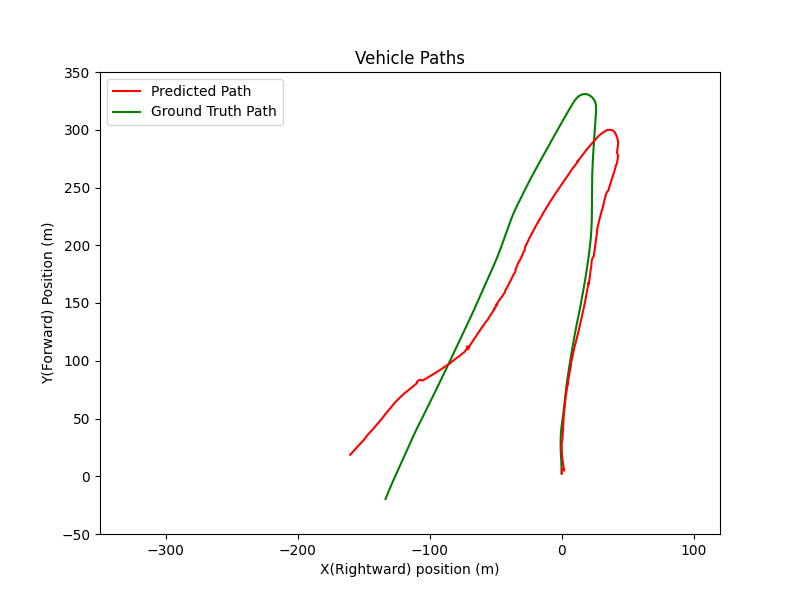 Vehicle Paths
Predicted Path
Ground Truth Path
Y(Forward) Position (m)
350
300
250
200
150
100
50
0
−50
−300
−200
−100
0
100
X(Rightward) position (m)